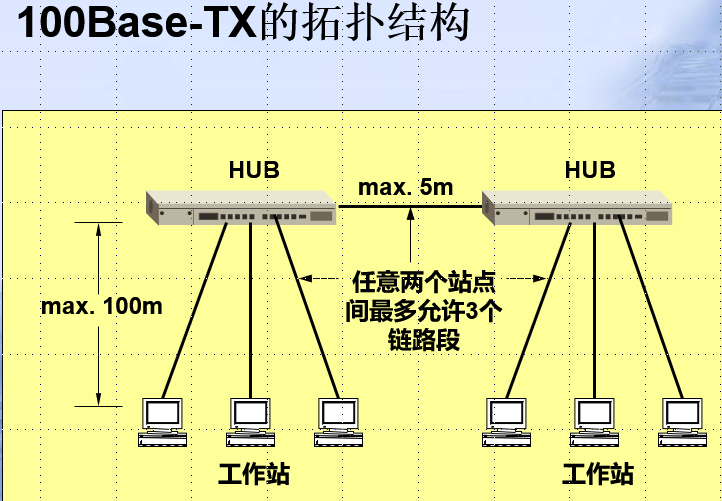 100Base-TX的拓扑结构
HUB
HUB
max. 5m
max. 100m
任意两个站点
间最多允许3个
链路段
工作站
工作站